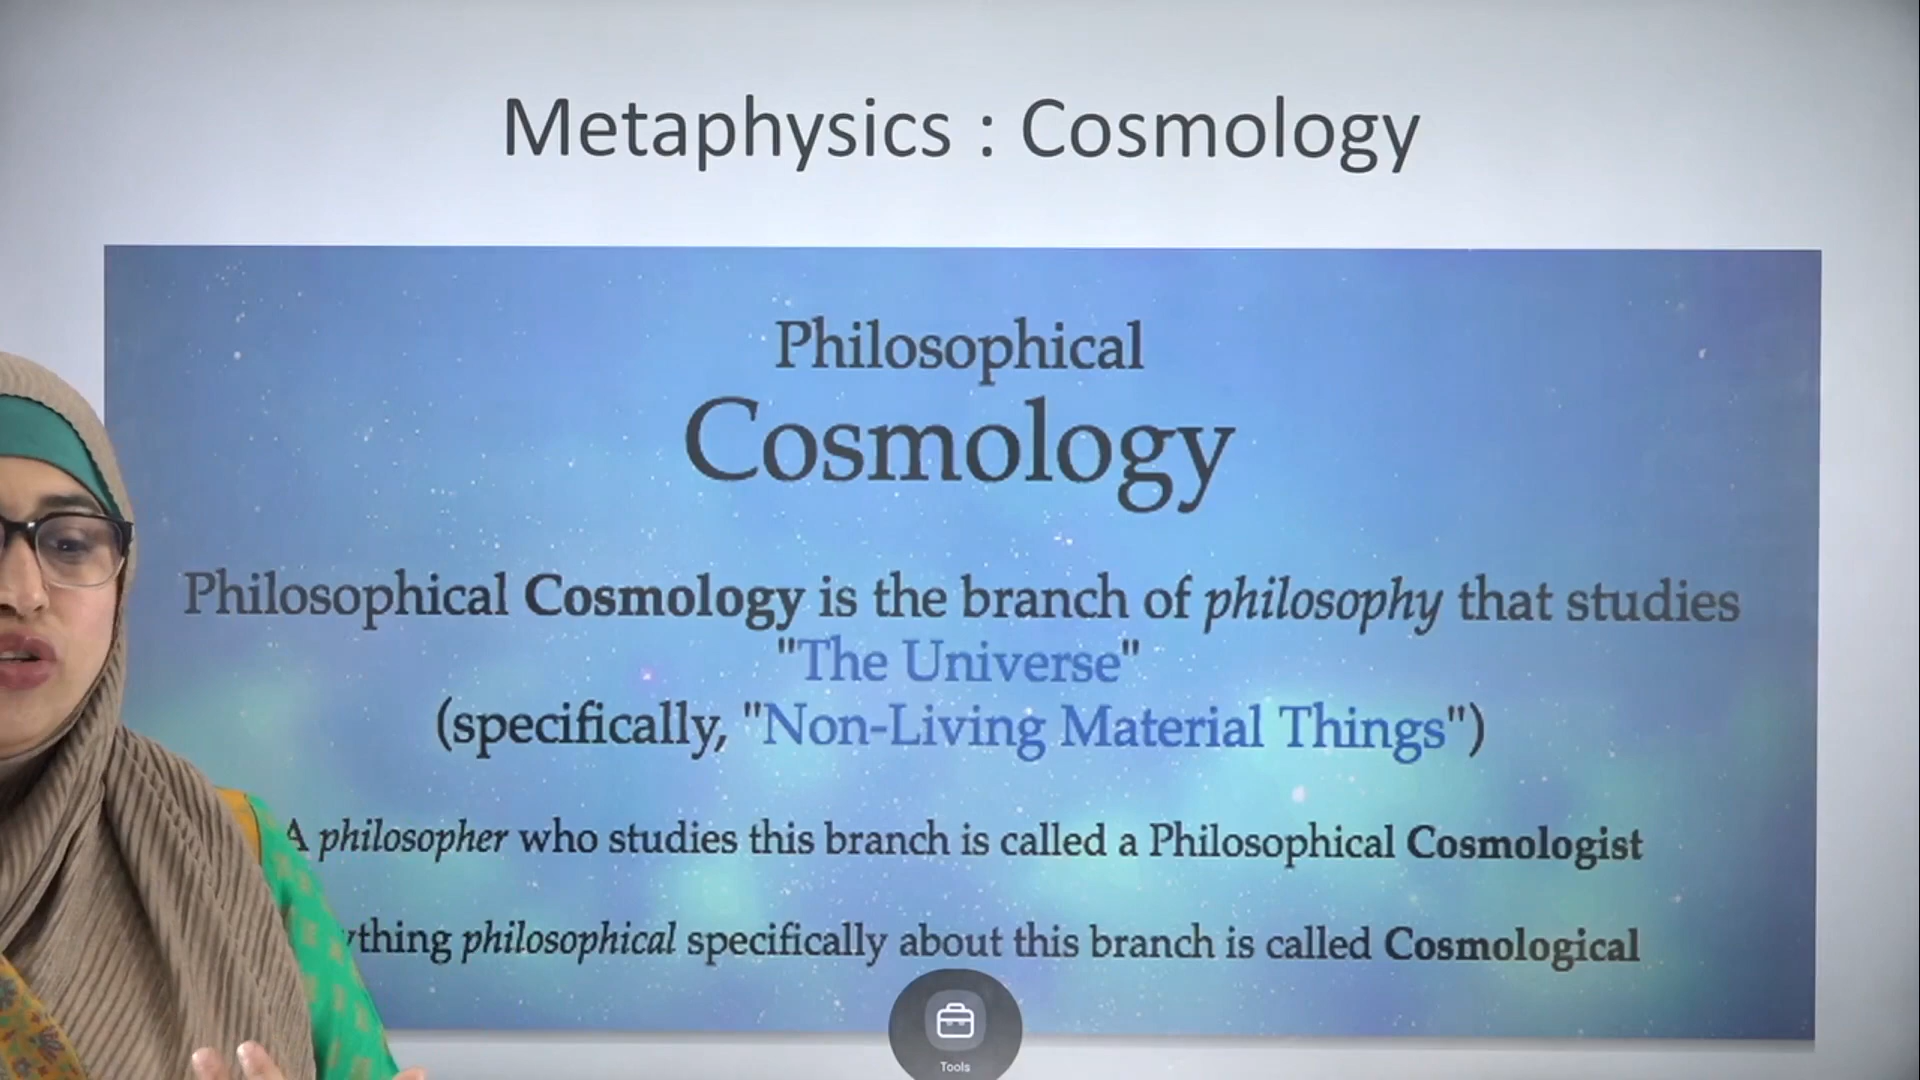 Metaphysics : Cosmology
Philosophical
Cosmology
Philosophical Cosmology is the branch of philosophy that studies
"The Universe"
(specifically, "Non-Living Material Things")
A philosopher who studies this branch is called a Philosophical Cosmologist
philosophical specifically about this branch is called Cosmological
Tools